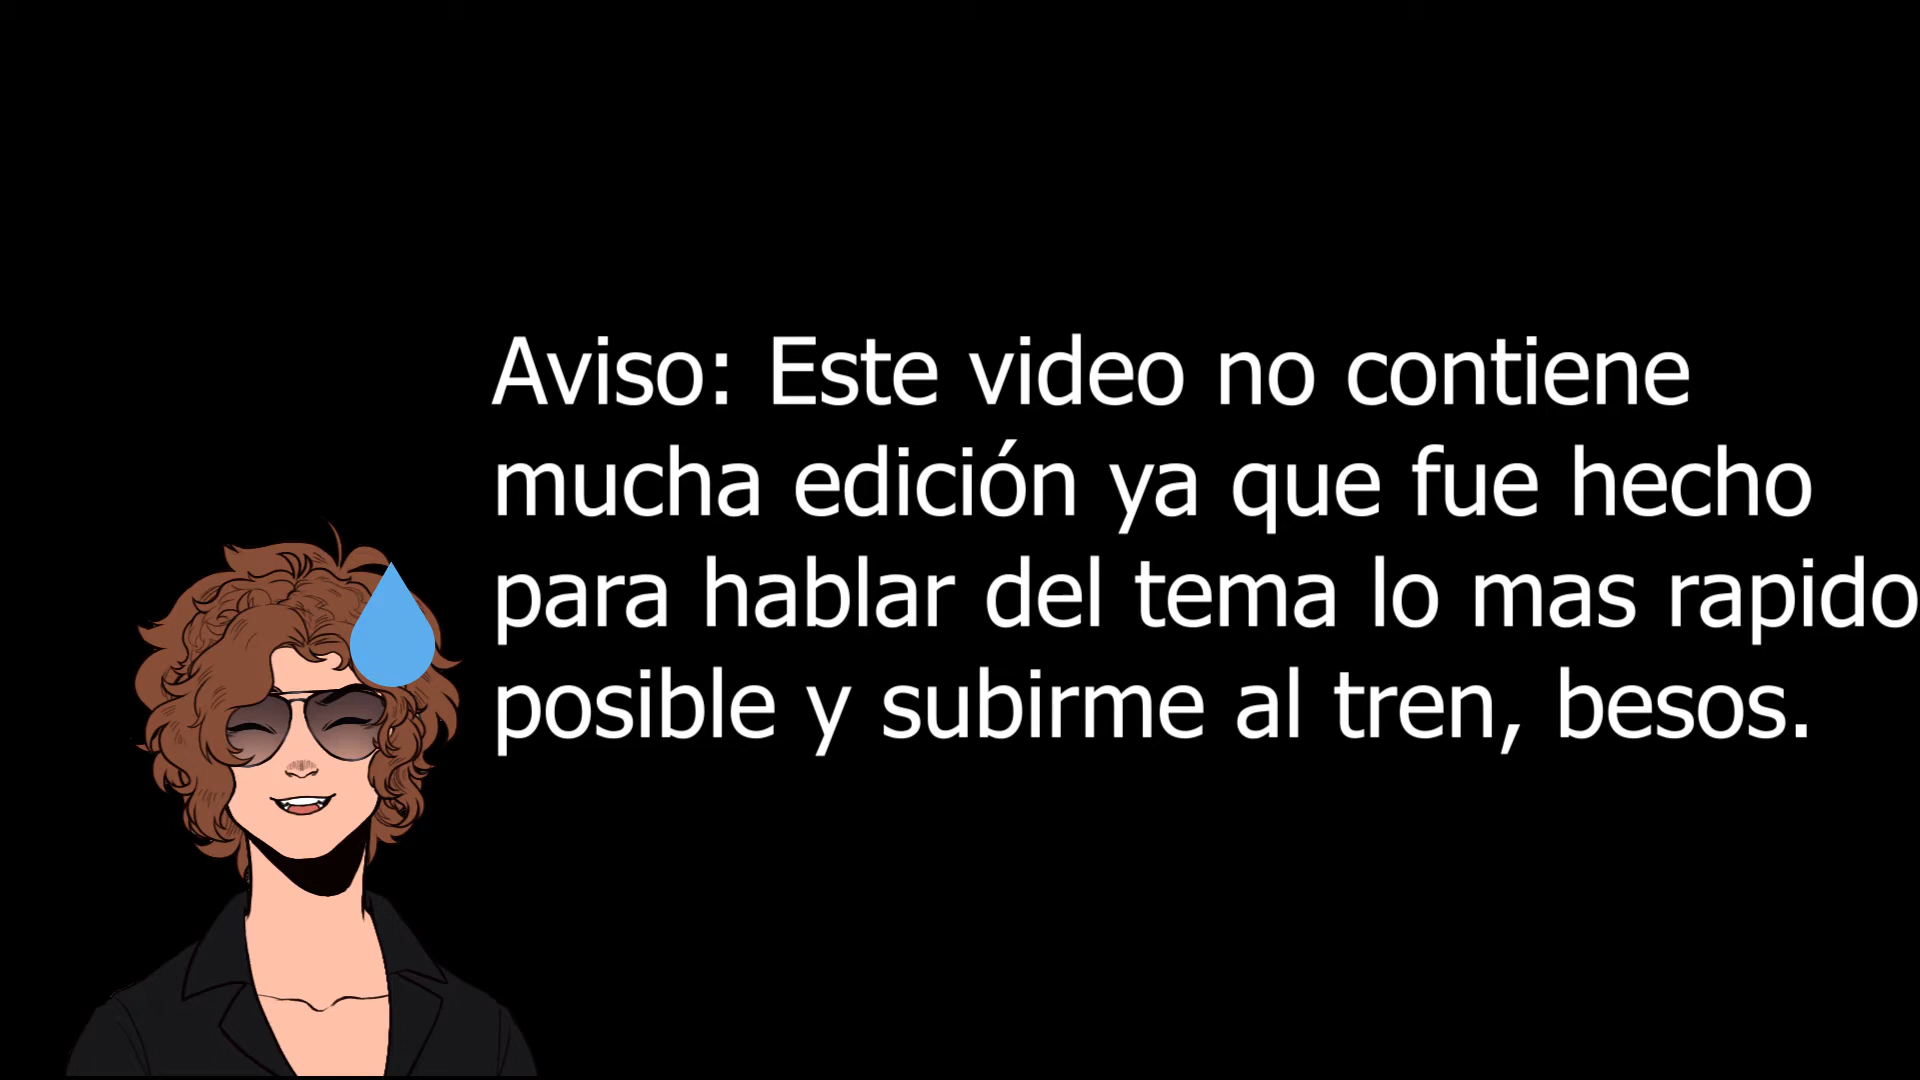 Aviso: Este video no contiene
mucha edición ya que fue hecho
para hablar del tema lo mas rapido
posible y subirme al tren, besos.